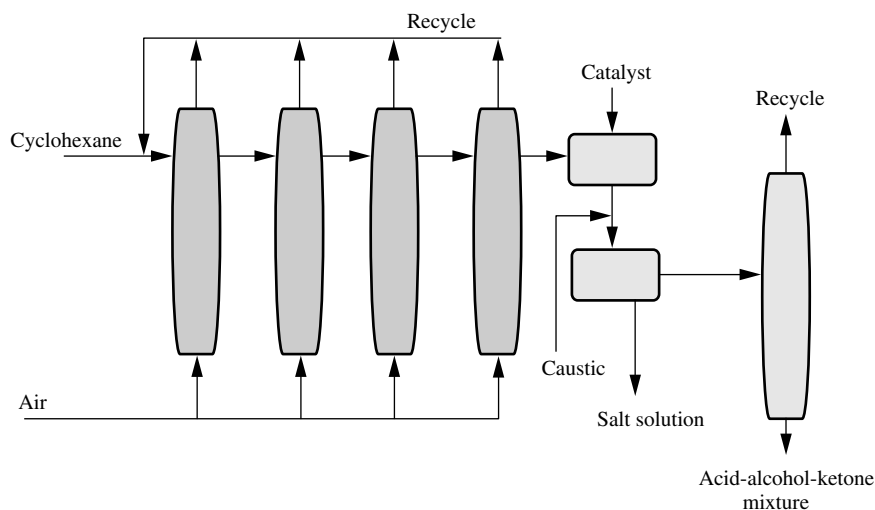 Recycle
Catalyst
Recycle
Cyclohexane
Caustic
Air
Salt solution
Acid-alcohol-ketone
mixture